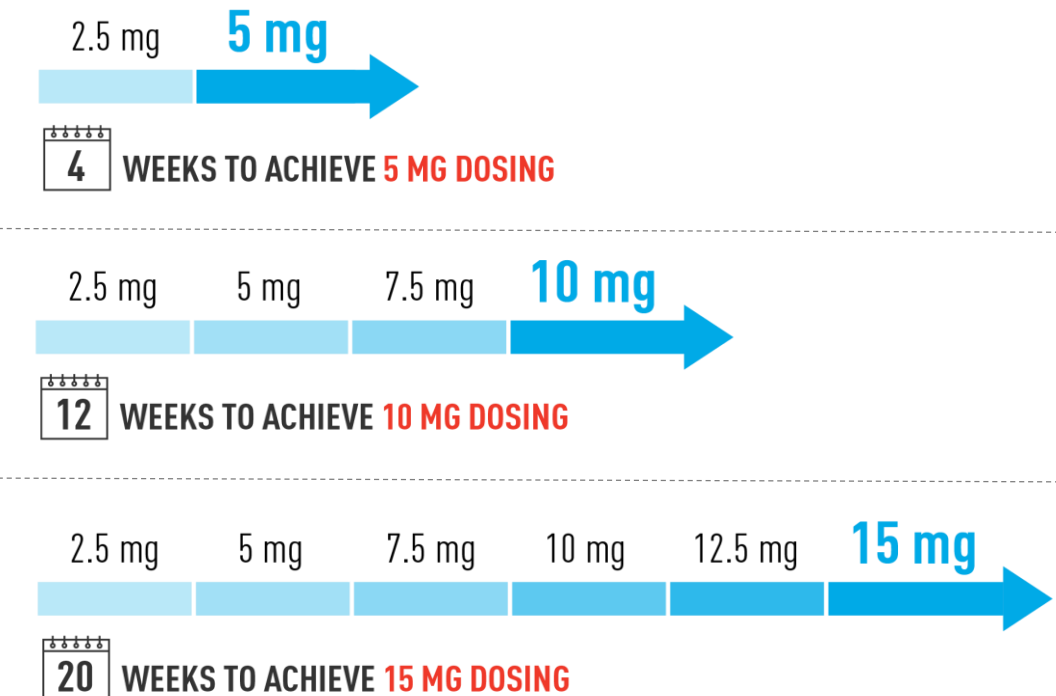 2.5 mg 5 mg
4 WEEKS TO ACHIEVE 5 MG DOSING
2.5 mg 5 mg 7.5 mg 10 mg
12 WEEKS TO ACHIEVE 10 MG DOSING
2.5 mg 5 mg 7.5 mg 10 mg 12.5 mg 15 mg
20 WEEKS TO ACHIEVE 15 MG DOSING